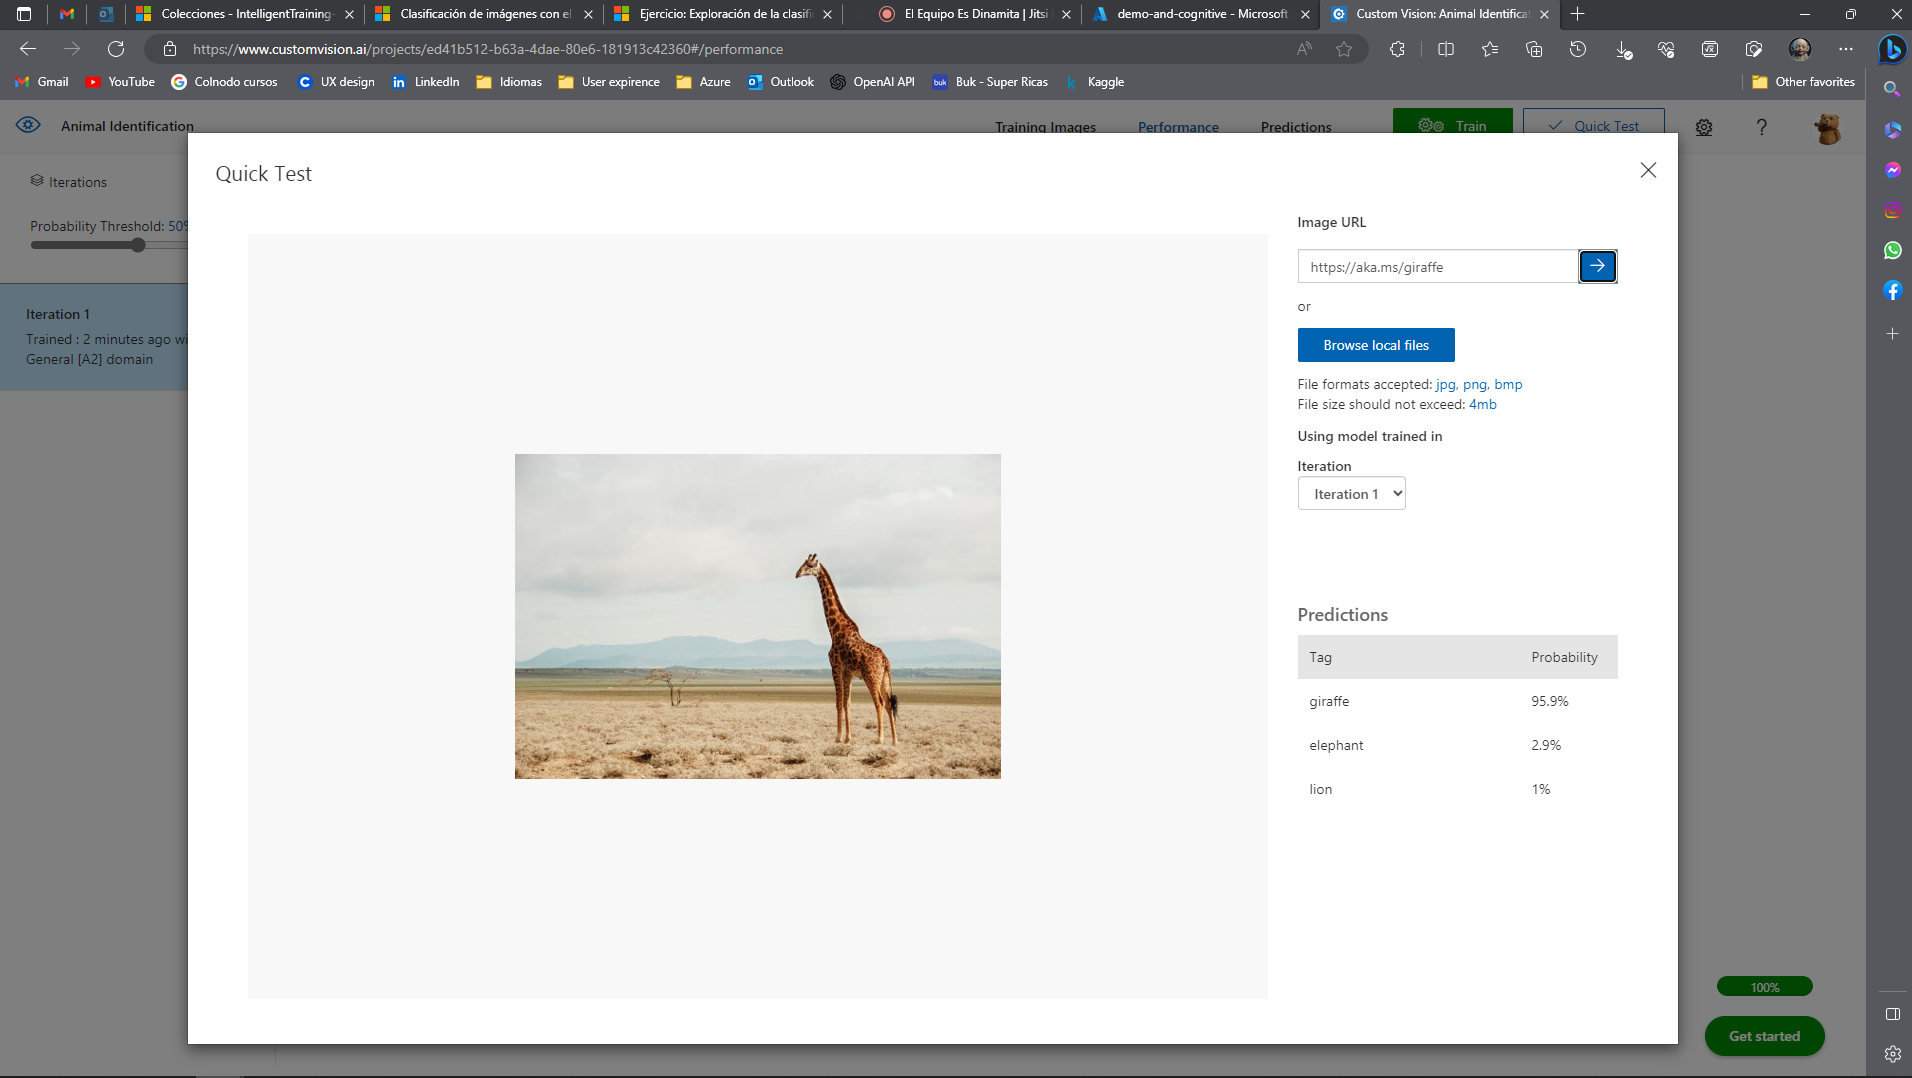 Colecciones - IntelligentTraining-
Clasificación de imágenes con el
Ejercicio: Exploración de la clasifi
El Equipo Es Dinamita | Jitsi
demo-and-cognitive - Microsoft
Custom Vision: Animal Identificat
https://www.customvision.ai/projects/ed41b512-b63a-4dae-80e6-181913c42360#/performance
Gmail
YouTube
Colnodo cursos
UX design
LinkedIn
Idiomas
User expirence
Azure
Outlook
OpenAI API
buk
Buk - Super Ricas
Kaggle
Other favorites
Animal Identification
Training Images
Performance
Predictions
Train
Quick Test
Iterations
Probability Threshold: 50%
Iteration 1
Trained : 2 minutes ago wi
General [A2] domain
Quick Test
Image URL
https://aka.ms/giraffe
or
Browse local files
File formats accepted: jpg, png, bmp
File size should not exceed: 4mb
Using model trained in
Iteration
Iteration 1
Predictions
Tag Probability
giraffe 95.9%
elephant 2.9%
lion 1%
100%
Get started